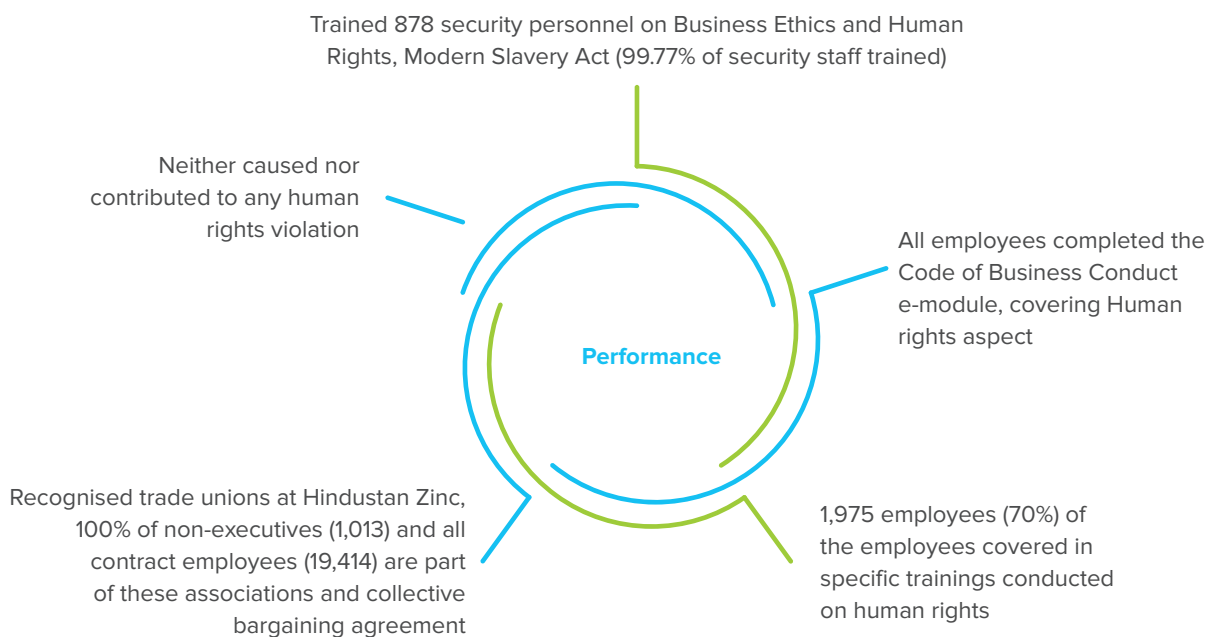 Trained 878 security personnel on Business Ethics and Human
Rights, Modern Slavery Act (99.77% of security staff trained)
Neither caused nor
contributed to any human
rights violation
All employees completed the
Code of Business Conduct
e-module, covering Human
rights aspect
Performance
Recognised trade unions at Hindustan Zinc,
100% of non-executives (1,013) and all
contract employees (19,414) are part
of these associations and collective
bargaining agreement
1,975 employees (70%) of
the employees covered in
specific trainings conducted
on human rights